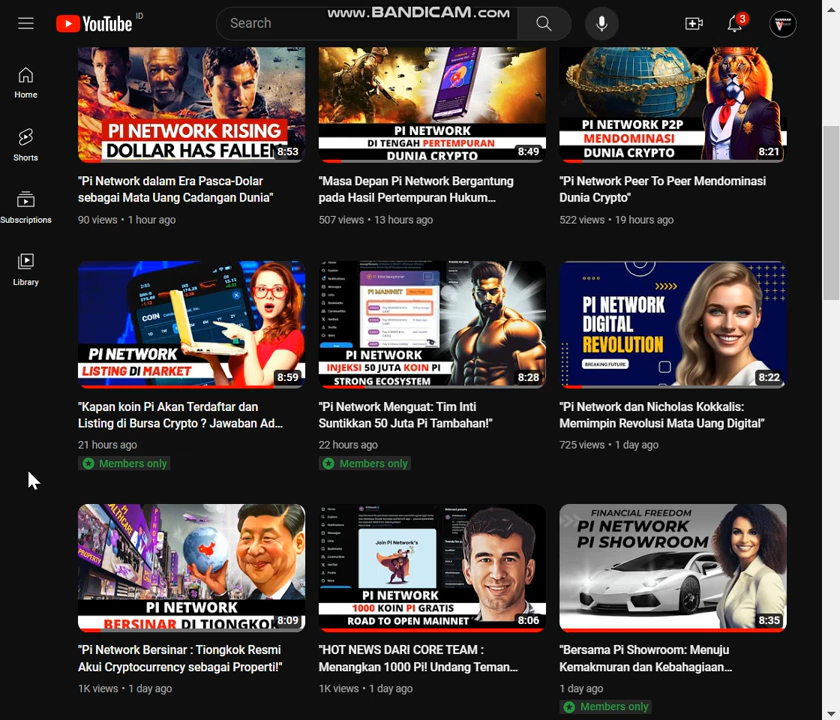 www.BANDICAM.com
YouTube ID
Search
3
Home
Shorts
Subscriptions
Library
PI NETWORK RISING
DOLLAR HAS FALLEN
8:53
"Pi Network dalam Era Pasca-Dolar
sebagai Mata Uang Cadangan Dunia"
90 views • 1 hour ago
PI NETWORK
DI TENGAH PERTEMPURAN
DUNIA CRYPTO
8:49
"Masa Depan Pi Network Bergantung
pada Hasil Pertempuran Hukum...
507 views • 13 hours ago
PI NETWORK P2P
MENDOMINASI
DUNIA CRYPTO
8:21
"Pi Network Peer To Peer Mendominasi
Dunia Crypto"
522 views • 19 hours ago
COIN
PI NETWORK
LISTING DI MARKET
8:59
"Kapan koin Pi Akan Terdaftar dan
Listing di Bursa Crypto ? Jawaban Ad...
21 hours ago
Members only
PI MAINNET
PI NETWORK
INJEKSI 50 JUTA KOIN PI
STRONG ECOSYSTEM
8:28
"Pi Network Menguat: Tim Inti
Suntikkan 50 Juta Pi Tambahan!"
22 hours ago
Members only
PI NETWORK
DIGITAL
REVOLUTION
BREAKING FUTURE
8:22
"Pi Network dan Nicholas Kokkalis:
Memimpin Revolusi Mata Uang Digital"
725 views • 1 day ago
HEALTHCARE
PROPERTY
PI NETWORK
BERSINAR DI TIONGKOK
8:09
"Pi Network Bersinar : Tiongkok Resmi
Akui Cryptocurrency sebagai Properti!"
1K views • 1 day ago
Join Pi Network's
PI NETWORK
1000 KOIN PI GRATIS
ROAD TO OPEN MAINNET
8:06
"HOT NEWS DARI CORE TEAM :
Menangkan 1000 Pi! Undang Teman...
1K views • 1 day ago
FINANCIAL FREEDOM
PI NETWORK
PI SHOWROOM
8:35
"Bersama Pi Showroom: Menuju
Kemakmuran dan Kebahagiaan...
1 day ago
Members only